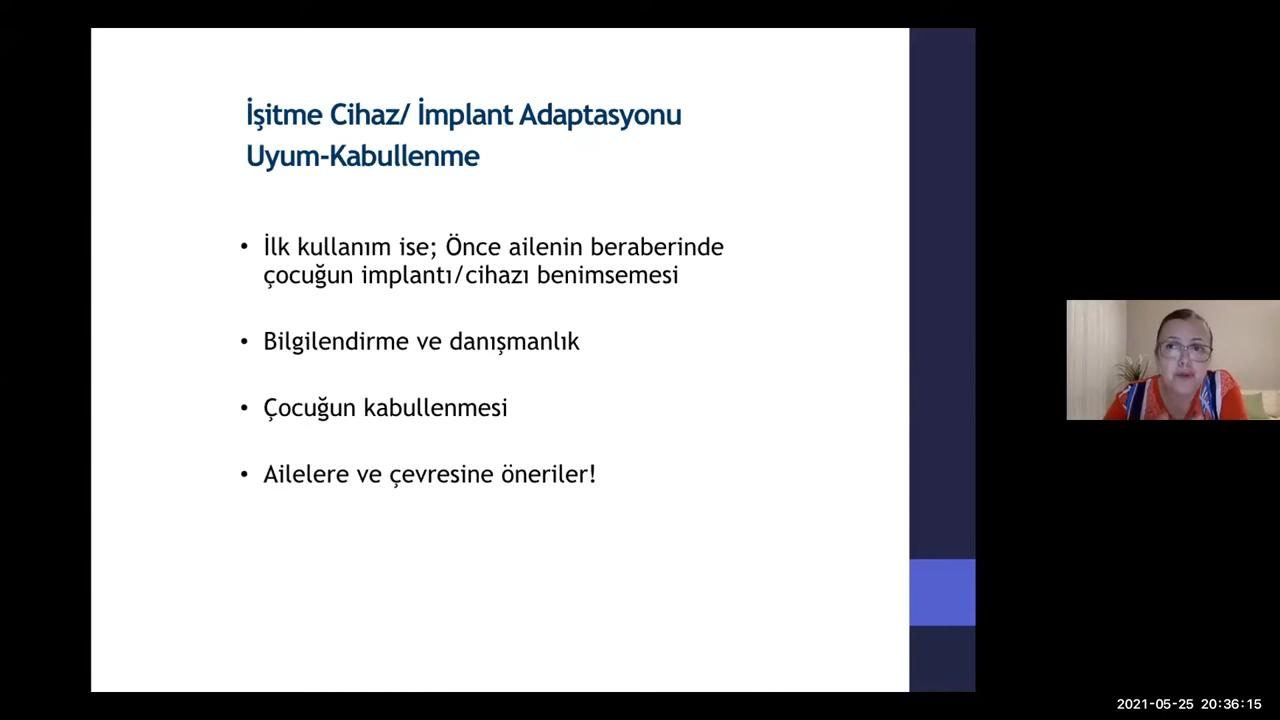 İşitme Cihaz/ İmplant Adaptasyonu
Uyum-Kabullenme
• İlk kullanım ise; Önce ailenin beraberinde
çocuğun implantı/cihazı benimsemesi
• Bilgilendirme ve danışmanlık
• Çocuğun kabullenmesi
• Ailelere ve çevresine öneriler!
2021-05-25 20:36:15